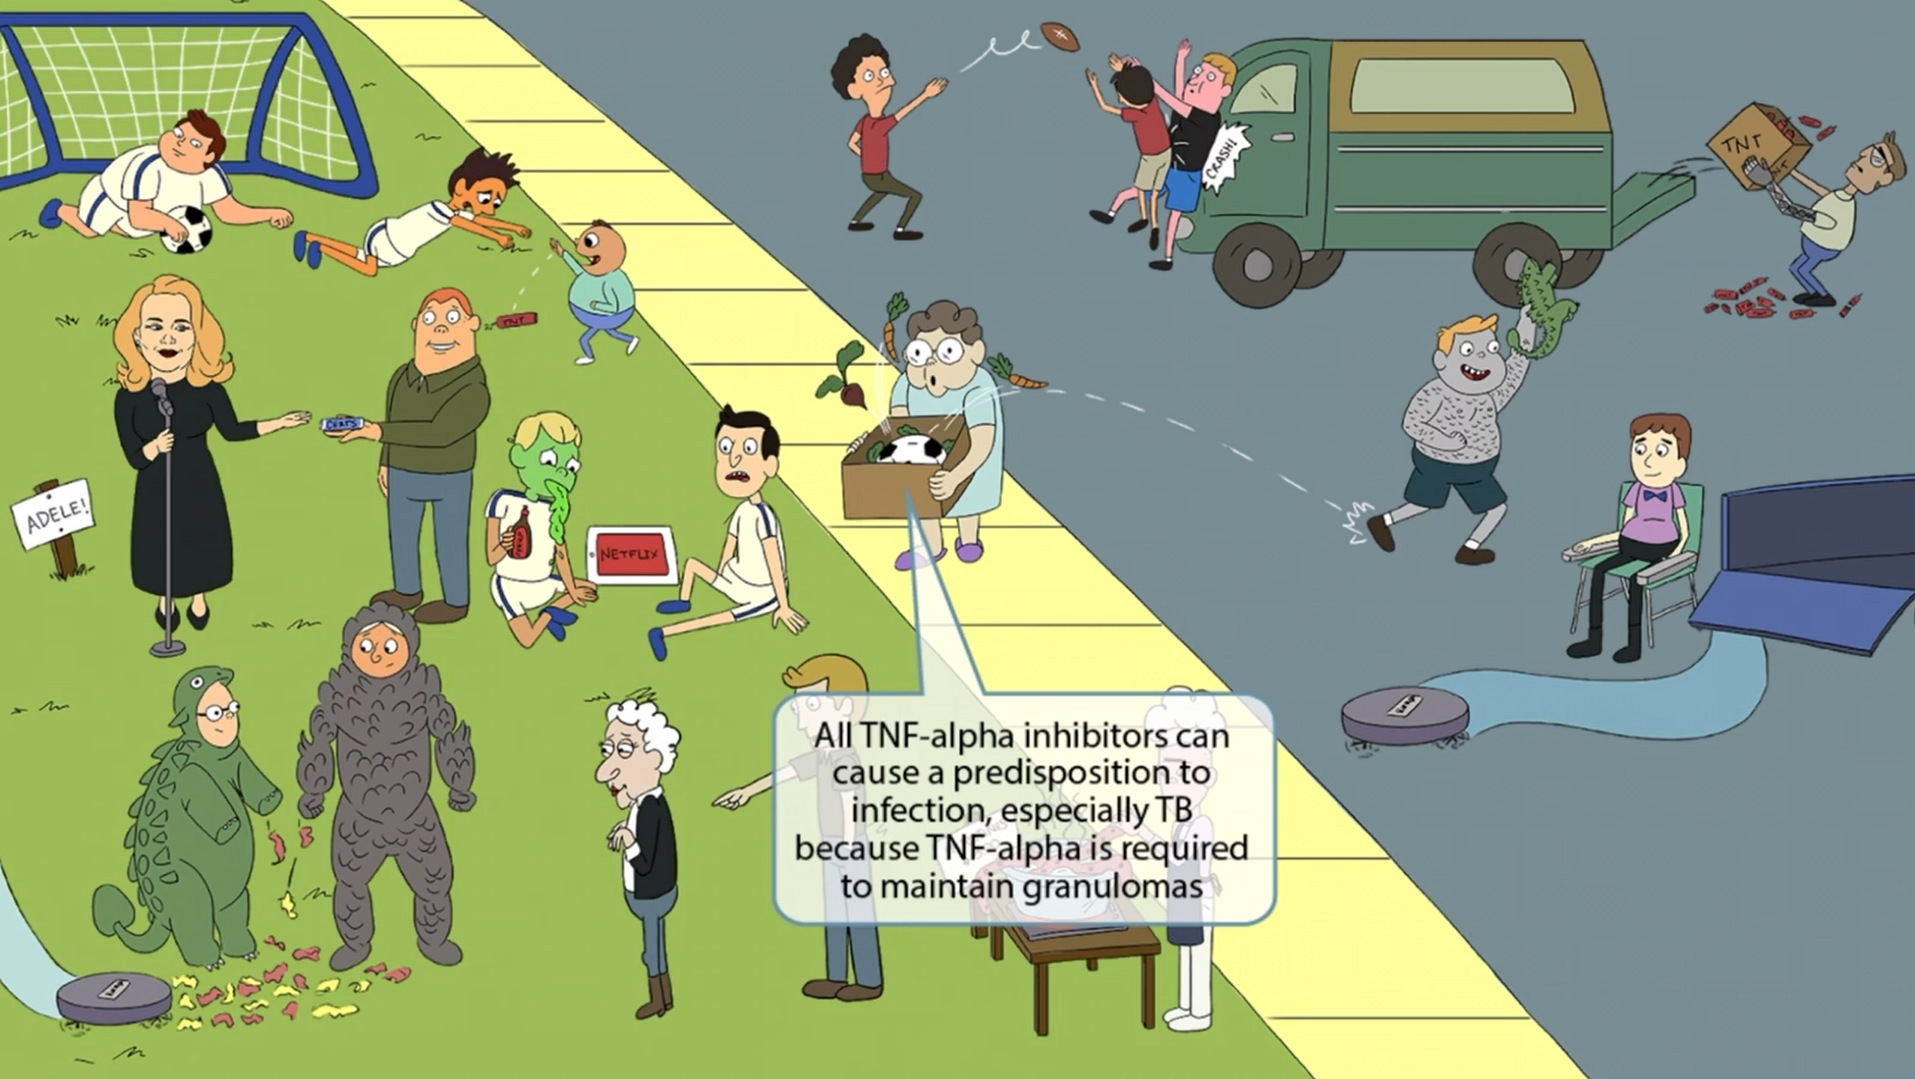 TNT
CRASH!
TNT
ADELE!
NETFLIX
All TNF-alpha inhibitors can
cause a predisposition to
infection, especially TB
because TNF-alpha is required
to maintain granulomas